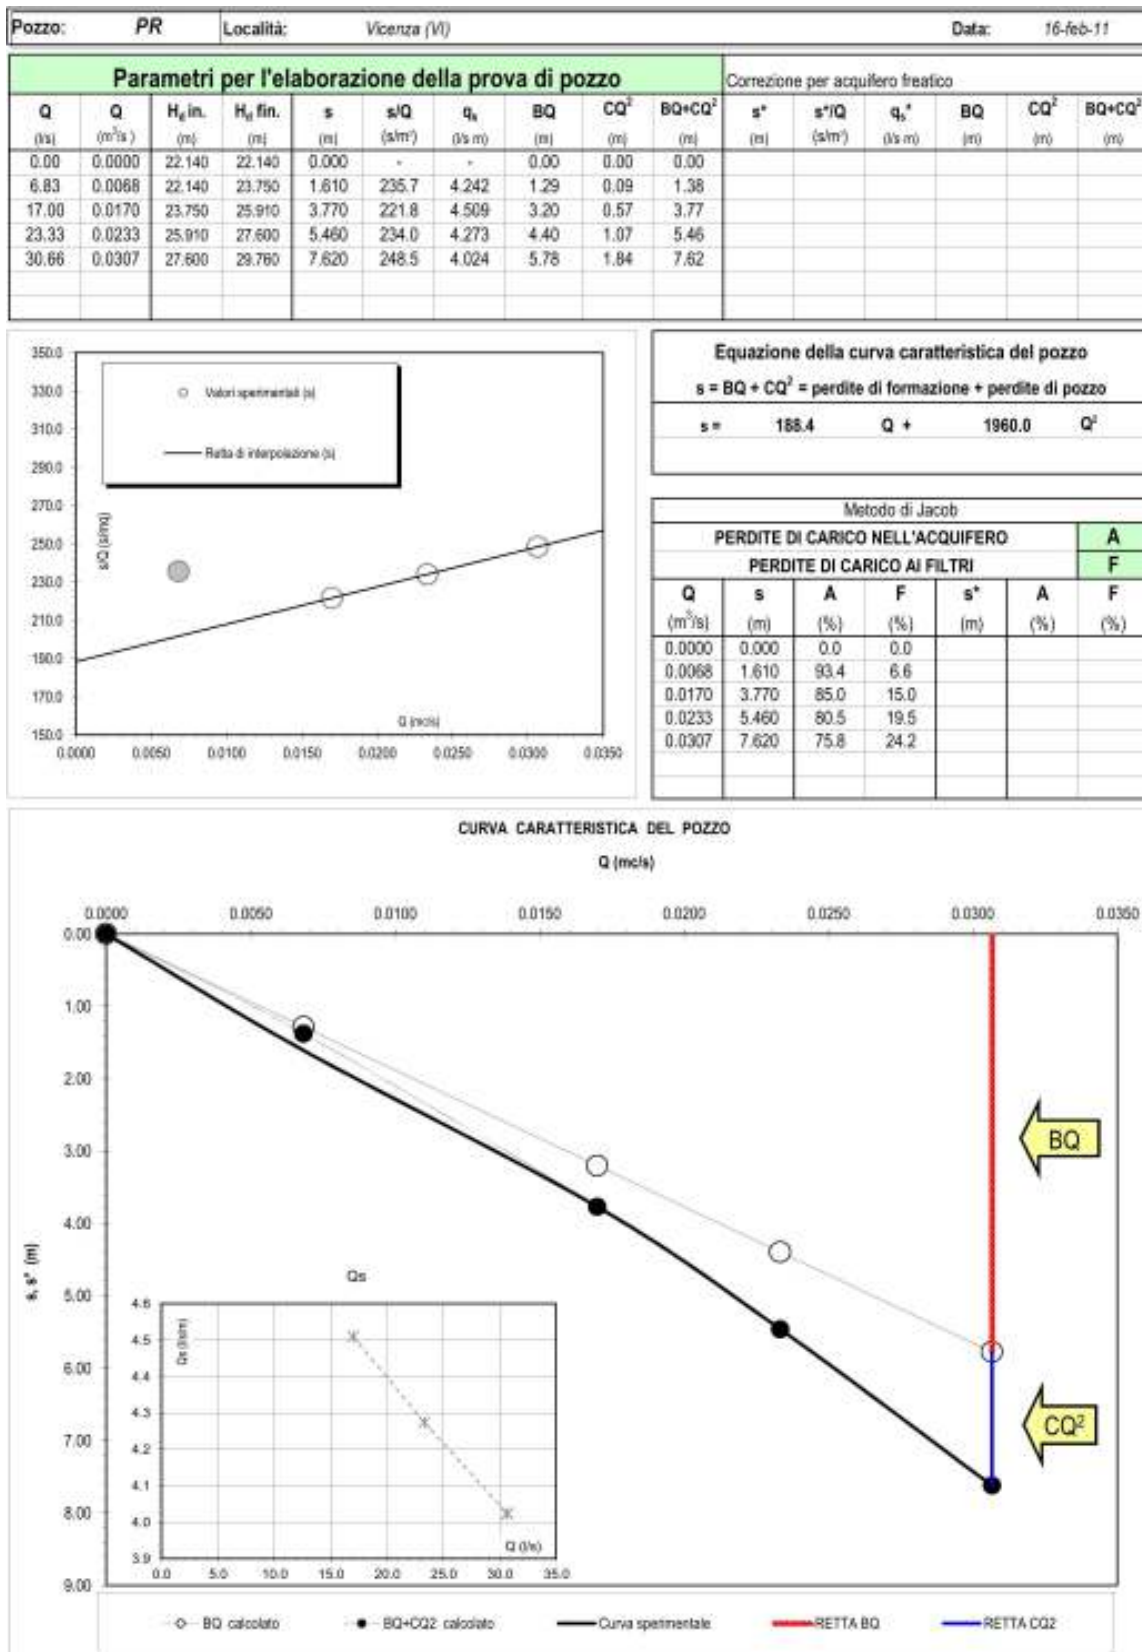 Pozzo: PR Località: Vicenza (VI) Data: 16-feb-11
Parametri per l'elaborazione della prova di pozzo Correzione per acquifero freatico
Q Q H_d in. H_d fin. s s/Q q_s BQ CQ² BQ+CQ² s* s*/Q q_s* BQ CQ² BQ+CQ²
(l/s) (m³/s) (m) (m) (m) (s/m²) (l/s·m) (m) (m) (m) (m) (s/m²) (l/s·m) (m) (m) (m)
0.00 0.0000 22.140 22.140 0.000 - - 0.00 0.00 0.00
6.83 0.0068 22.140 23.750 1.610 235.7 4.242 1.29 0.09 1.38
17.00 0.0170 23.750 25.910 3.770 221.8 4.509 3.20 0.57 3.77
23.33 0.0233 25.910 27.600 5.460 234.0 4.273 4.40 1.07 5.46
30.66 0.0307 27.600 29.760 7.620 248.5 4.024 5.78 1.84 7.62
350.0
330.0
310.0
290.0
270.0
250.0
230.0
210.0
190.0
170.0
150.0
Valori sperimentali (s)
Retta di interpolazione (s)
s/Q (s/mq)
Q (mc/s)
0.0000 0.0050 0.0100 0.0150 0.0200 0.0250 0.0300 0.0350
Equazione della curva caratteristica del pozzo
s = BQ + CQ² = perdite di formazione + perdite di pozzo
s = 188.4 Q + 1960.0 Q²
Metodo di Jacob
PERDITE DI CARICO NELL'ACQUIFERO A
PERDITE DI CARICO AI FILTRI F
Q s A F s* A F
(m³/s) (m) (%) (%) (m) (%) (%)
0.0000 0.000 0.0 0.0
0.0068 1.610 93.4 6.6
0.0170 3.770 85.0 15.0
0.0233 5.460 80.5 19.5
0.0307 7.620 75.8 24.2
CURVA CARATTERISTICA DEL POZZO
Q (mc/s)
0.0000 0.0050 0.0100 0.0150 0.0200 0.0250 0.0300 0.0350
0.00
1.00
2.00
3.00
4.00
5.00
6.00
7.00
8.00
9.00
s, s* (m)
BQ
CQ²
Qs
Qs (l/s/m)
4.6
4.5
4.4
4.3
4.2
4.1
4.0
3.9
Q (l/s)
0.0 5.0 10.0 15.0 20.0 25.0 30.0 35.0
BQ calcolato BQ+CQ2 calcolato Curva sperimentale RETTA BQ RETTA CQ2